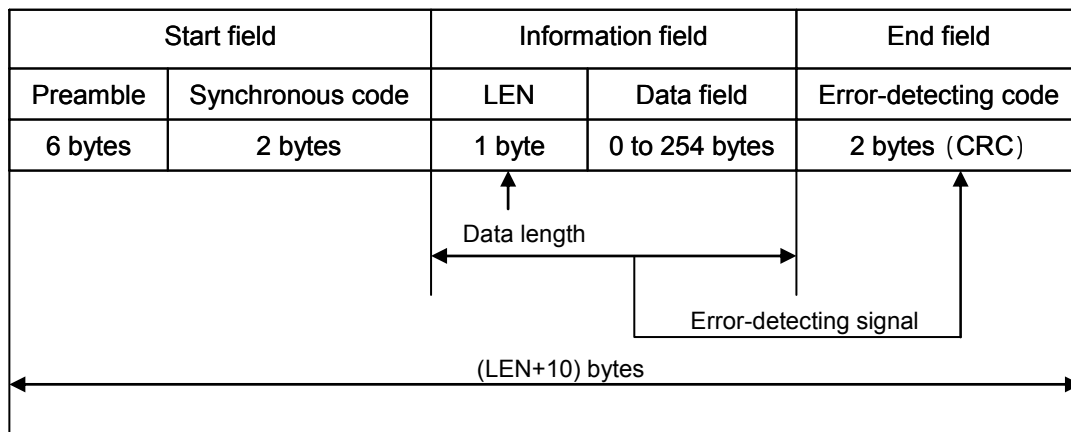 Start field Information field End field
Preamble Synchronous code LEN Data field Error-detecting code
6 bytes 2 bytes 1 byte 0 to 254 bytes 2 bytes (CRC)
Data length
Error-detecting signal
(LEN+10) bytes